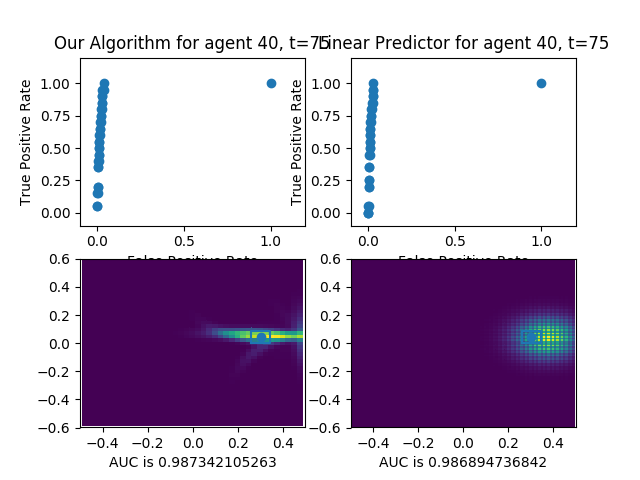 Our Algorithm for agent 40, t=75
Linear Predictor for agent 40, t=75
True Positive Rate
1.00
0.75
0.50
0.25
0.00
0.0 0.5 1.0
False Positive Rate
True Positive Rate
1.00
0.75
0.50
0.25
0.00
0.0 0.5 1.0
False Positive Rate
0.6
0.4
0.2
0.0
−0.2
−0.4
−0.6
−0.4 −0.2 0.0 0.2 0.4
AUC is 0.987342105263
0.6
0.4
0.2
0.0
−0.2
−0.4
−0.6
−0.4 −0.2 0.0 0.2 0.4
AUC is 0.986894736842